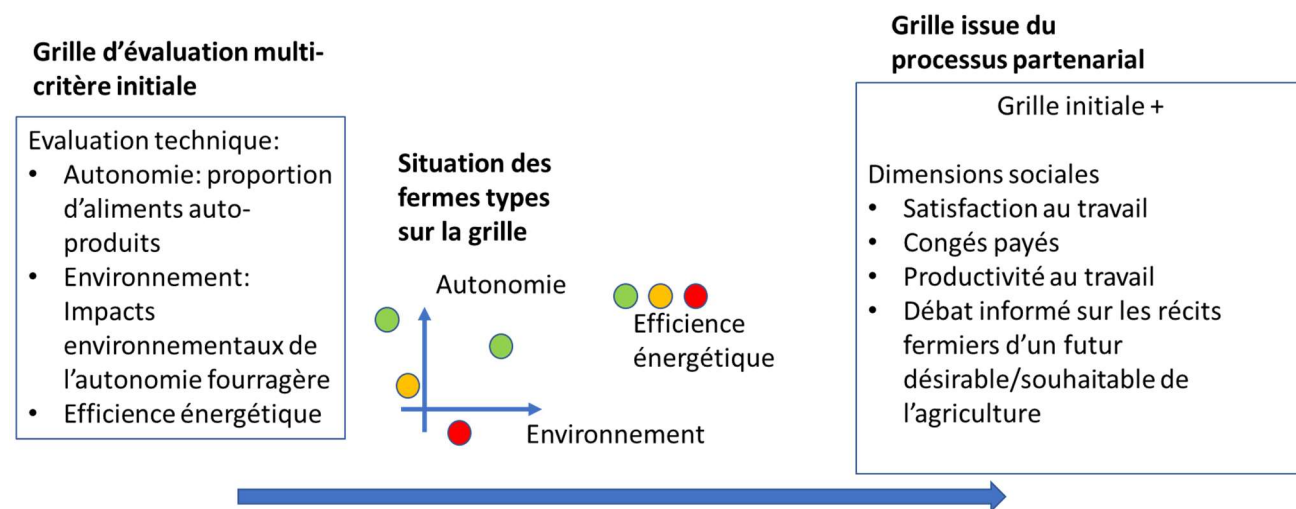 Grille d’évaluation multi-
critère initiale
Evaluation technique:
• Autonomie: proportion
d’aliments auto-
produits
• Environnement:
Impacts
environnementaux de
l’autonomie fourragère
• Efficience énergétique
Situation des
fermes types
sur la grille
Autonomie
Efficience
énergétique
Environnement
Grille issue du
processus partenarial
Grille initiale +
Dimensions sociales
• Satisfaction au travail
• Congés payés
• Productivité au travail
• Débat informé sur les récits
fermiers d’un futur
désirable/souhaitable de
l’agriculture